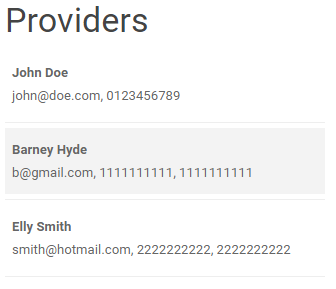 Providers
John Doe
john@doe.com, 0123456789
Barney Hyde
b@gmail.com, 1111111111, 1111111111
Elly Smith
smith@hotmail.com, 2222222222, 2222222222